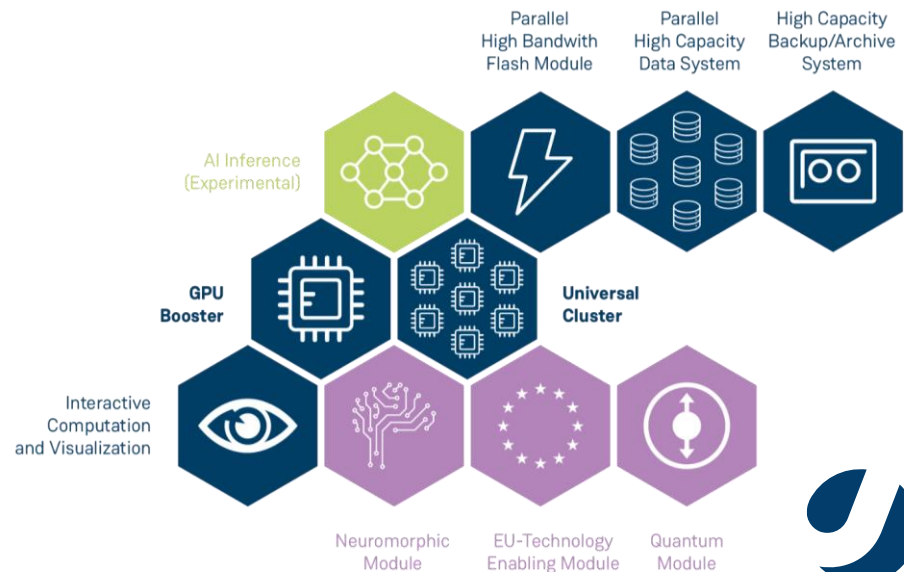 Parallel
High Bandwith
Flash Module
Parallel
High Capacity
Data System
High Capacity
Backup/Archive
System
AI Inference
(Experimental)
GPU
Booster
Universal
Cluster
Interactive
Computation
and Visualization
Neuromorphic
Module
EU-Technology
Enabling Module
Quantum
Module